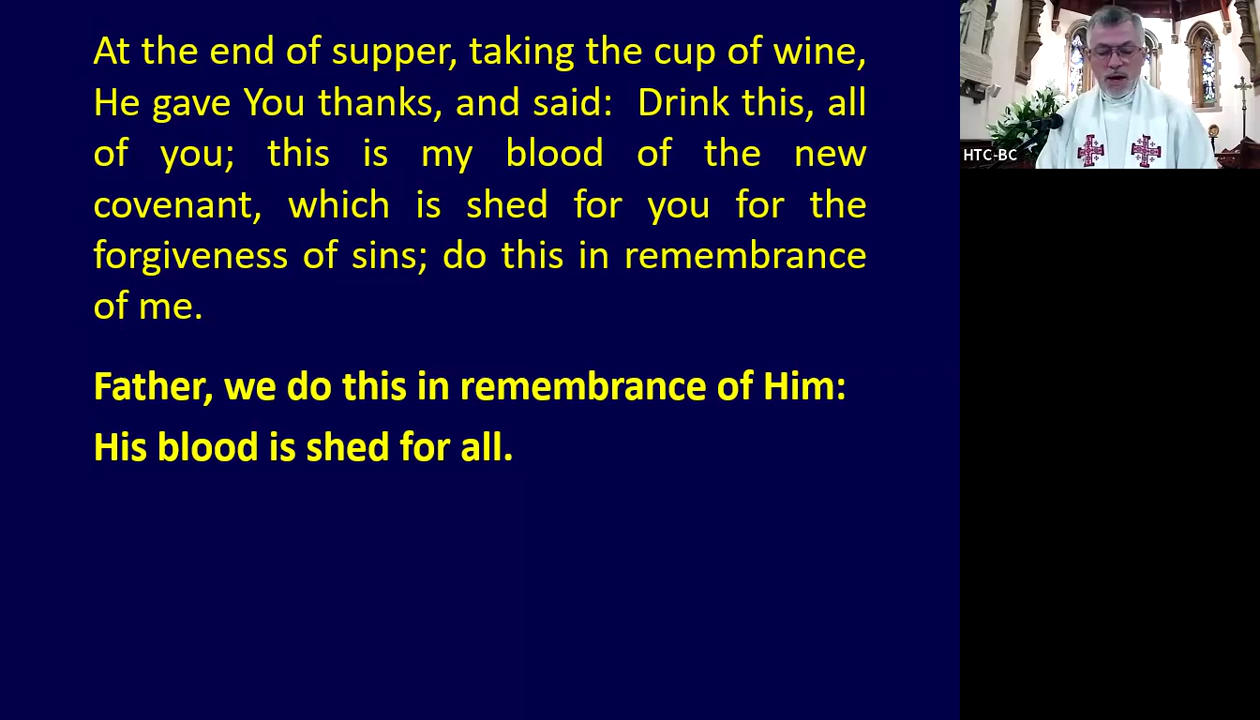 At the end of supper, taking the cup of wine,
He gave You thanks, and said:  Drink this, all
of you; this is my blood of the new
covenant, which is shed for you for the
forgiveness of sins; do this in remembrance
of me.
Father, we do this in remembrance of Him:
His blood is shed for all.
HTC-BC